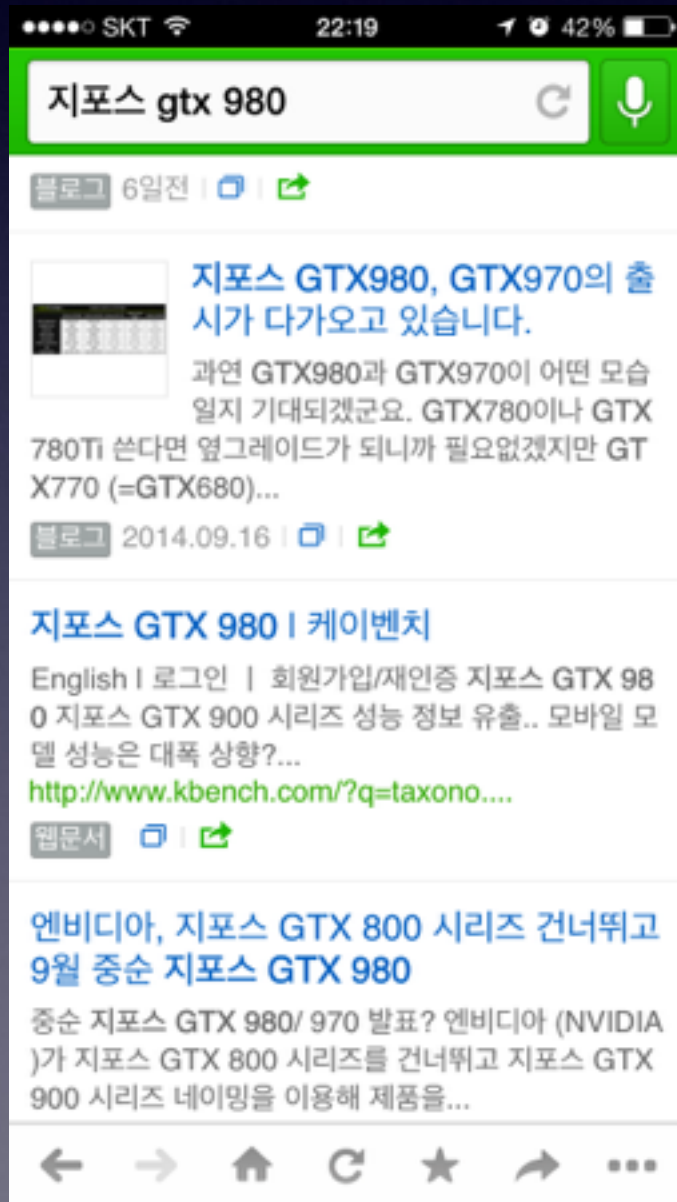 SKT 22:19 42%
지포스 gtx 980
블로그 6일전
지포스 GTX980, GTX970의 출
시가 다가오고 있습니다.
과연 GTX980과 GTX970이 어떤 모습
일지 기대되겠군요. GTX780이나 GTX
780Ti 쓴다면 옆그레이드가 되니까 필요없겠지만 GT
X770 (=GTX680)...
블로그 2014.09.16
지포스 GTX 980 | 케이벤치
English | 로그인 | 회원가입/재인증 지포스 GTX 98
0 지포스 GTX 900 시리즈 성능 정보 유출.. 모바일 모
델 성능은 대폭 상향?...
http://www.kbench.com/?q=taxono....
웹문서
엔비디아, 지포스 GTX 800 시리즈 건너뛰고
9월 중순 지포스 GTX 980
중순 지포스 GTX 980/ 970 발표? 엔비디아 (NVIDIA
)가 지포스 GTX 800 시리즈를 건너뛰고 지포스 GTX
900 시리즈 네이밍을 이용해 제품을...